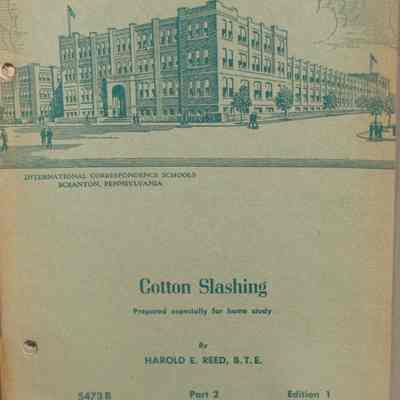 INTERNATIONAL CORRESPONDENCE SCHOOLS
SCRANTON, PENNSYLVANIA
Cotton Slashing
Prepared especially for home study
By
HAROLD E. REED, B.T.E.
5473 B Part 2 Edition 1